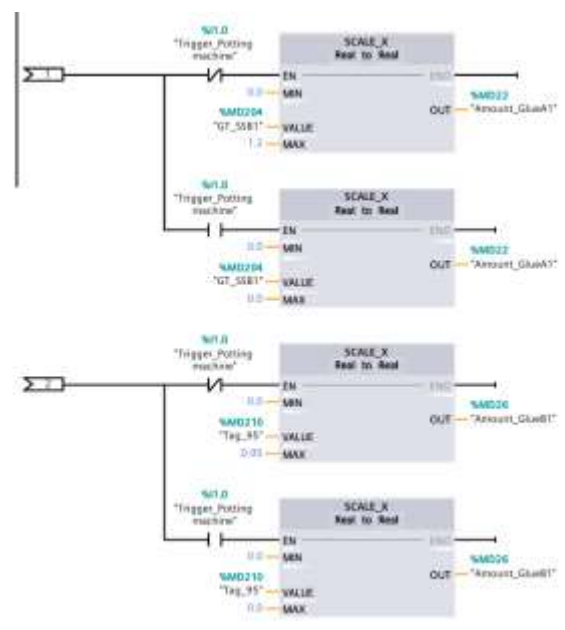 %I1.0
"Trigger_Potting
machine"
SCALE_X
Real to Real
1
EN
ENO
0.0
MIN
%MD22
%MD204
OUT
"Amount_GlueA1"
"GT_SSB1"
VALUE
MAX
%I1.0
"Trigger_Potting
machine"
SCALE_X
Real to Real
EN
ENO
0.0
MIN
%MD22
%MD204
OUT
"Amount_GlueA1"
"GT_SSB1"
VALUE
0.0
MAX
%I1.0
"Trigger_Potting
machine"
SCALE_X
Real to Real
2
EN
ENO
0.0
MIN
%MD26
%MD210
OUT
"Amount_GlueB1"
"Tag_95"
VALUE
0.05
MAX
%I1.0
"Trigger_Potting
machine"
SCALE_X
Real to Real
EN
ENO
0.0
MIN
%MD26
%MD210
OUT
"Amount_GlueB1"
"Tag_95"
VALUE
0.0
MAX